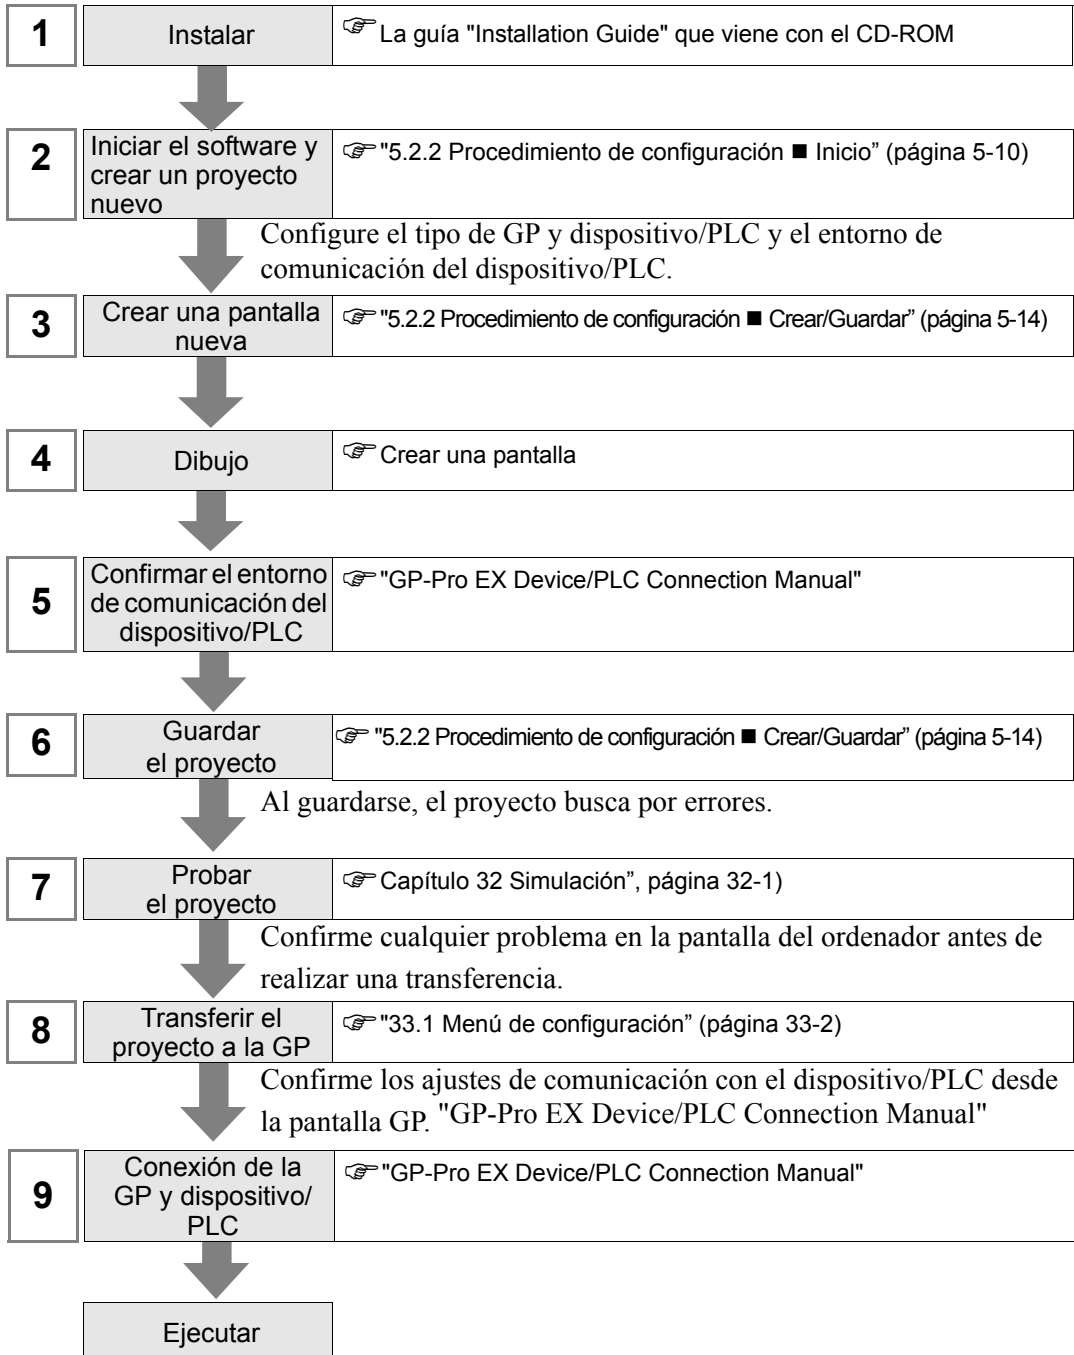 1
Instalar
☞ La guía "Installation Guide" que viene con el CD-ROM
2
Iniciar el software y
crear un proyecto
nuevo
☞ "5.2.2 Procedimiento de configuración ■ Inicio” (página 5-10)
Configure el tipo de GP y dispositivo/PLC y el entorno de
comunicación del dispositivo/PLC.
3
Crear una pantalla
nueva
☞ "5.2.2 Procedimiento de configuración ■ Crear/Guardar” (página 5-14)
4
Dibujo
☞ Crear una pantalla
5
Confirmar el entorno
de comunicación del
dispositivo/PLC
☞ "GP-Pro EX Device/PLC Connection Manual"
6
Guardar
el proyecto
☞ "5.2.2 Procedimiento de configuración ■ Crear/Guardar” (página 5-14)
Al guardarse, el proyecto busca por errores.
7
Probar
el proyecto
☞ Capítulo 32 Simulación”, página 32-1)
Confirme cualquier problema en la pantalla del ordenador antes de
realizar una transferencia.
8
Transferir el
proyecto a la GP
☞ "33.1 Menú de configuración” (página 33-2)
Confirme los ajustes de comunicación con el dispositivo/PLC desde
la pantalla GP. "GP-Pro EX Device/PLC Connection Manual"
9
Conexión de la
GP y dispositivo/
PLC
☞ "GP-Pro EX Device/PLC Connection Manual"
Ejecutar